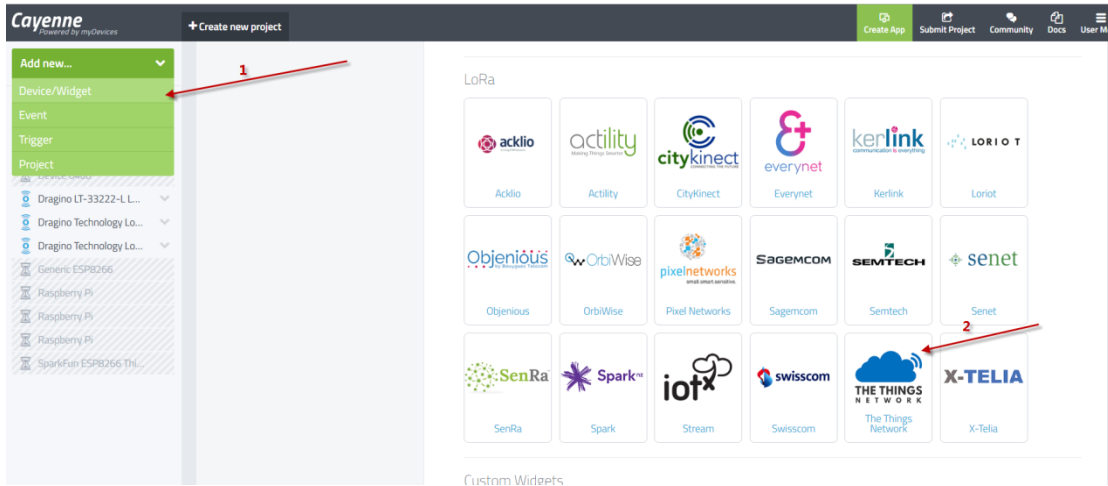 Cayenne
Powered by myDevices
+ Create new project
Create App
Submit Project
Community
Docs
Add new...
Device/Widget
Event
Trigger
Project
Dragino LT-33222-L L...
Dragino Technology Lo...
Dragino Technology Lo...
Generic ESP8266
Raspberry Pi
Raspberry Pi
Raspberry Pi
SparkFun ESP8266 Thi...
1
LoRa
acklio
actility
Making Things Smarter
citykinect
CONNECTING THE FUTURE
everynet
kerlink
communication is everything
LORIOT
Acklio
Actility
CityKinect
Everynet
Kerlink
Loriot
Objenious
by Bouygues Telecom
OrbiWise
pixelnetworks
small.smart.sensitive.
SAGEMCOM
SEMTECH
senet
Objenious
OrbiWise
Pixel Networks
Sagemcom
Semtech
Senet
2
SenRa
Spark
iotx
swisscom
THE THINGS
NETWORK
X-TELIA
SenRa
Spark
Stream
Swisscom
The Things
Network
X-Telia
Custom Widgets